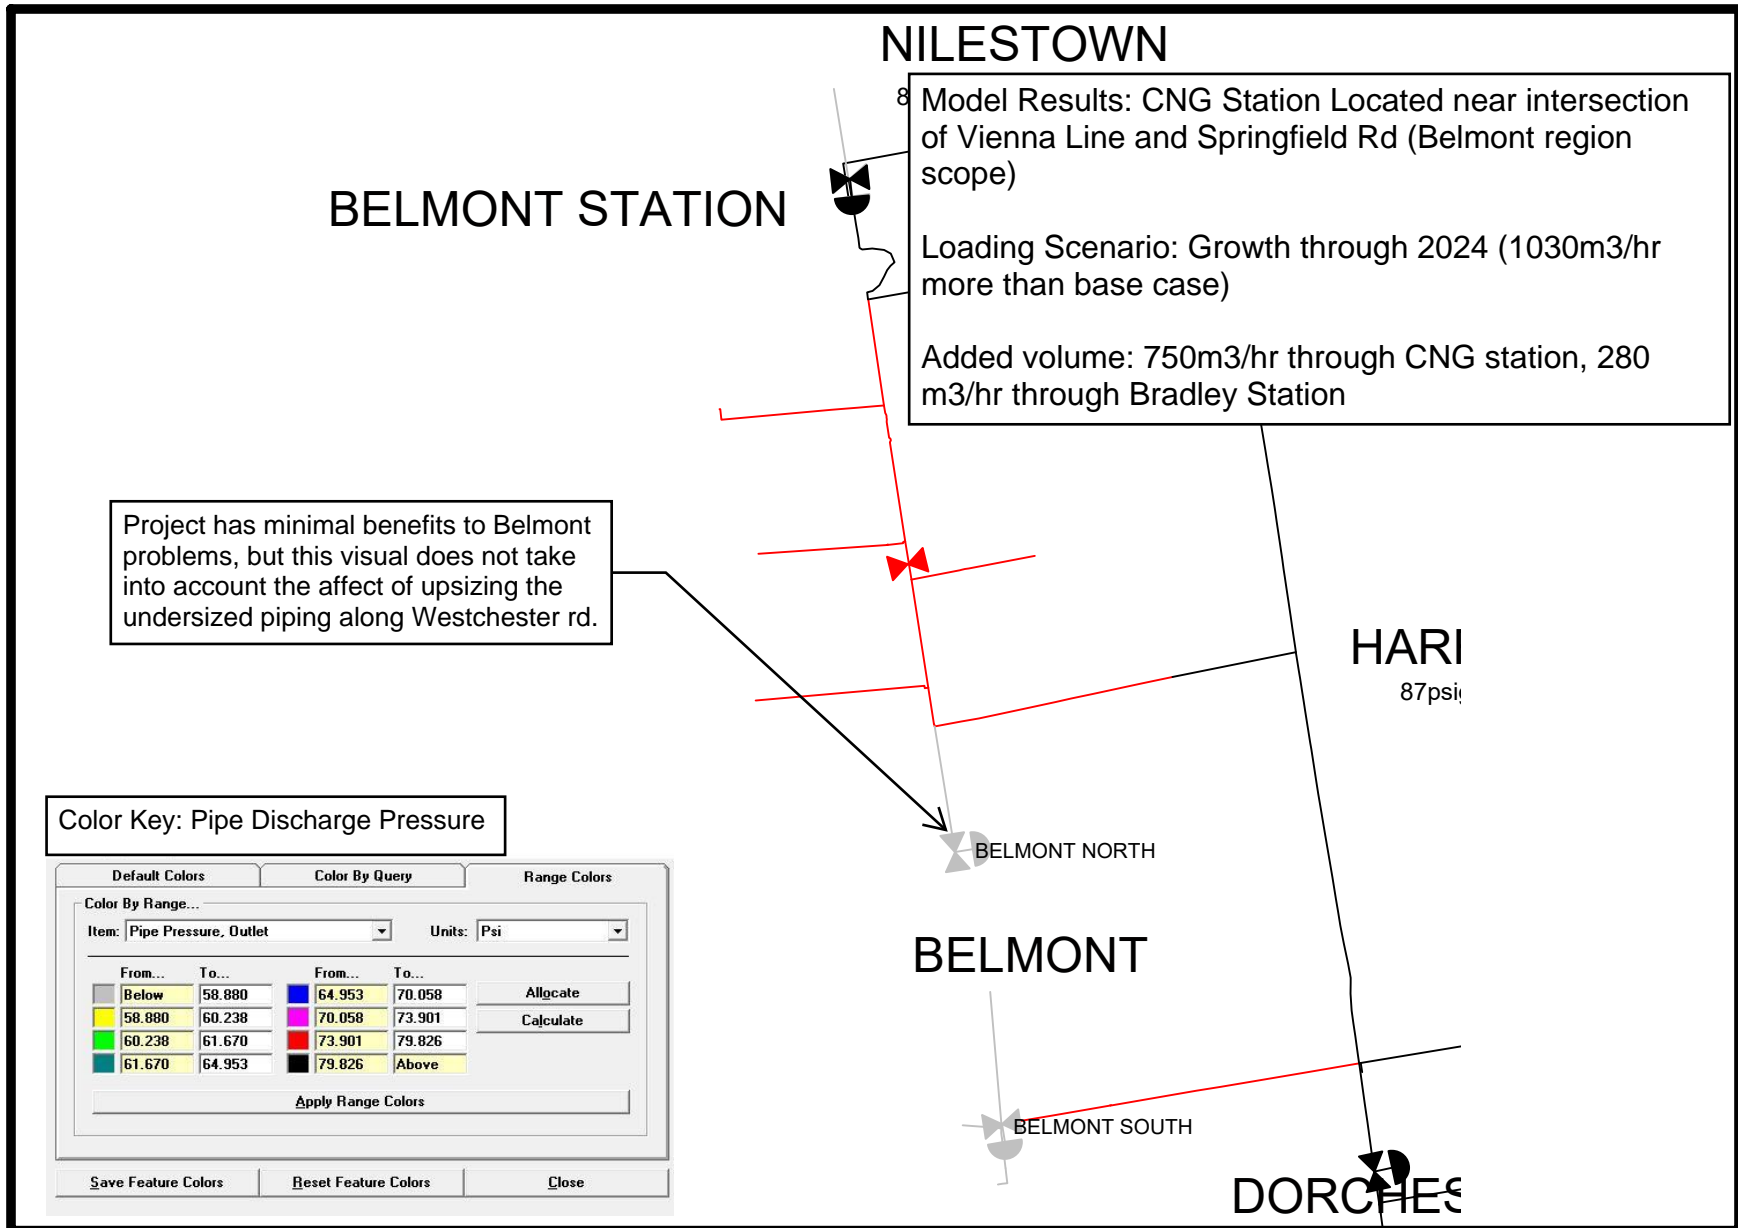 NILESTOWN
8
Model Results: CNG Station Located near intersection
of Vienna Line and Springfield Rd (Belmont region
scope)
Loading Scenario: Growth through 2024 (1030m3/hr
more than base case)
Added volume: 750m3/hr through CNG station, 280
m3/hr through Bradley Station
BELMONT STATION
Project has minimal benefits to Belmont
problems, but this visual does not take
into account the affect of upsizing the
undersized piping along Westchester rd.
HARI
87psig
BELMONT NORTH
BELMONT
BELMONT SOUTH
DORCHES
Color Key: Pipe Discharge Pressure
Default Colors Color By Query Range Colors
Color By Range...
Item: Pipe Pressure, Outlet Units: Psi
From... To... From... To...
Below 58.880 64.953 70.058 Allocate
58.880 60.238 70.058 73.901 Calculate
60.238 61.670 73.901 79.826
61.670 64.953 79.826 Above
Apply Range Colors
Save Feature Colors Reset Feature Colors Close